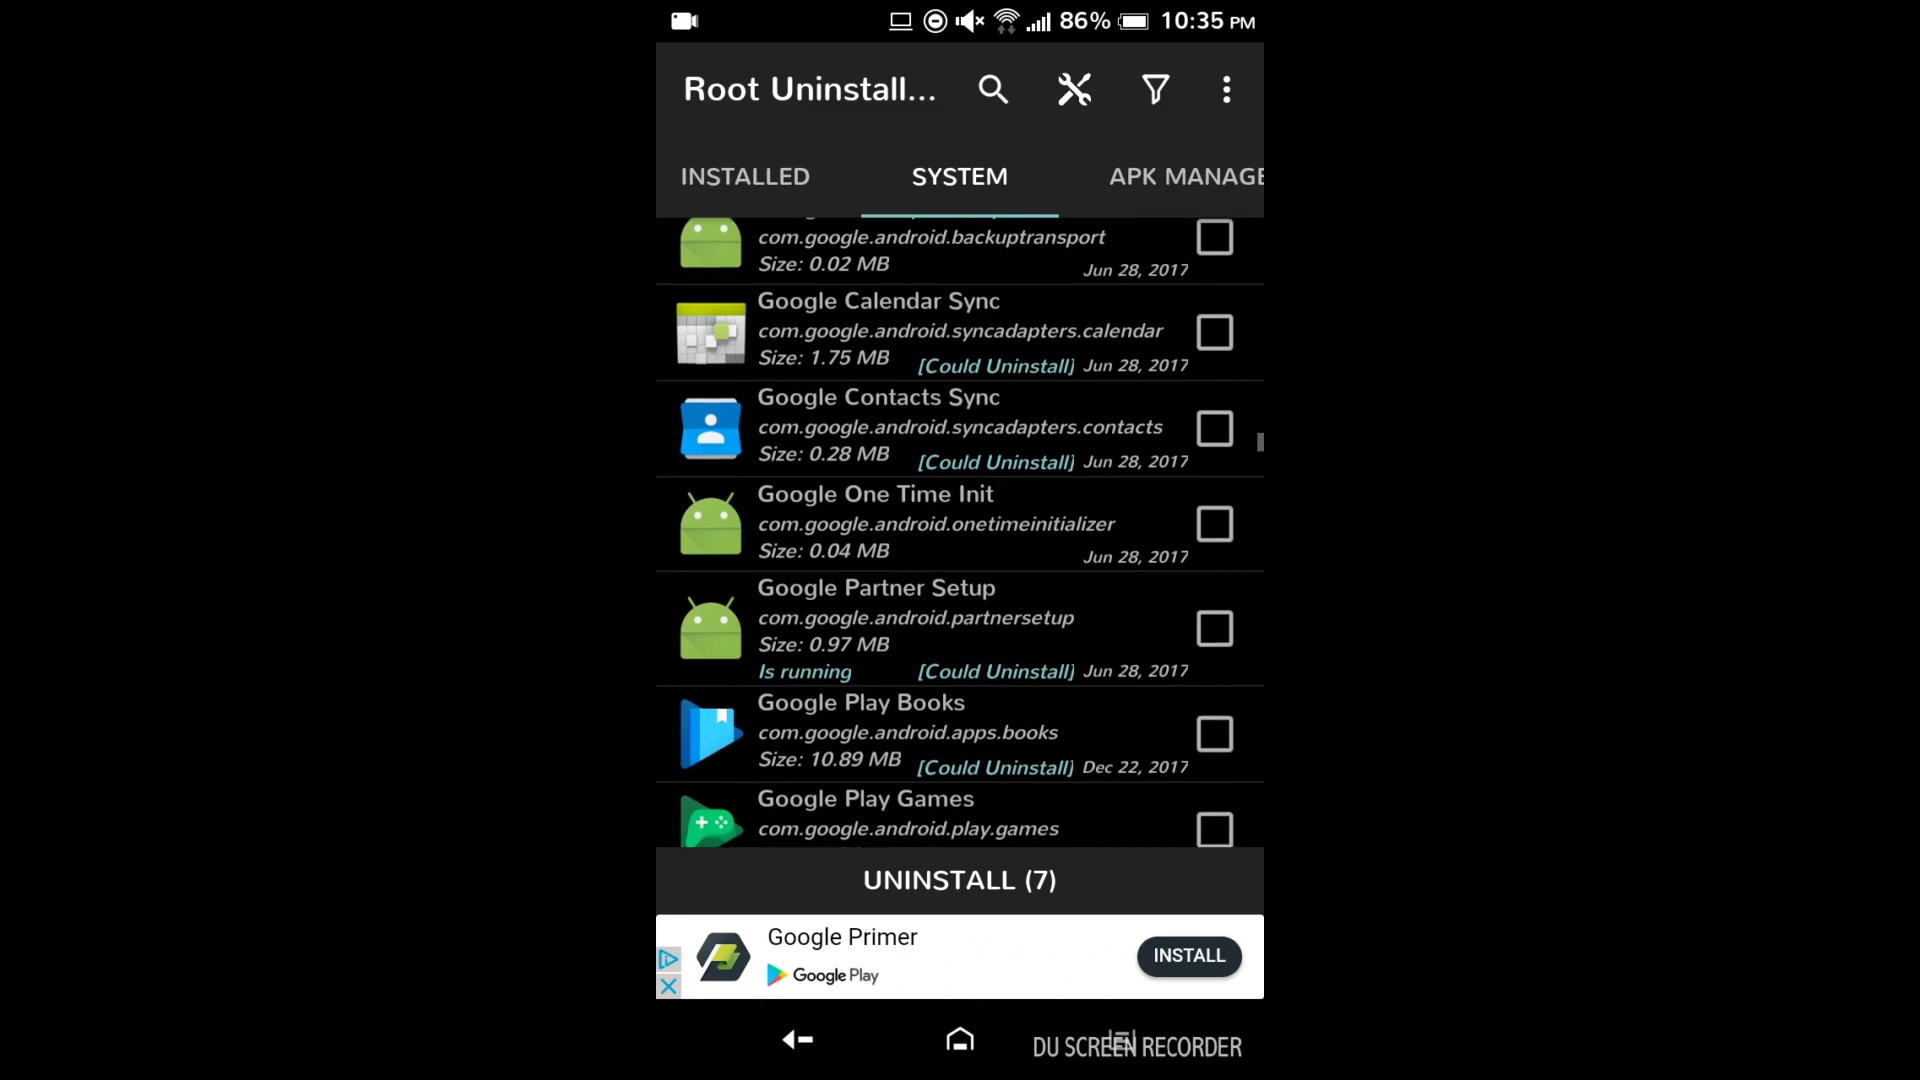 86% 10:35 PM
Root Uninstall...
INSTALLED SYSTEM APK MANAGE
com.google.android.backuptransport
Size: 0.02 MB
Jun 28, 2017
Google Calendar Sync
com.google.android.syncadapters.calendar
Size: 1.75 MB
[Could Uninstall] Jun 28, 2017
Google Contacts Sync
com.google.android.syncadapters.contacts
Size: 0.28 MB
[Could Uninstall] Jun 28, 2017
Google One Time Init
com.google.android.onetimeinitializer
Size: 0.04 MB
Jun 28, 2017
Google Partner Setup
com.google.android.partnersetup
Size: 0.97 MB
Is running [Could Uninstall] Jun 28, 2017
Google Play Books
com.google.android.apps.books
Size: 10.89 MB
[Could Uninstall] Dec 22, 2017
Google Play Games
com.google.android.play.games
UNINSTALL (7)
Google Primer
Google Play
INSTALL
DU SCREEN RECORDER